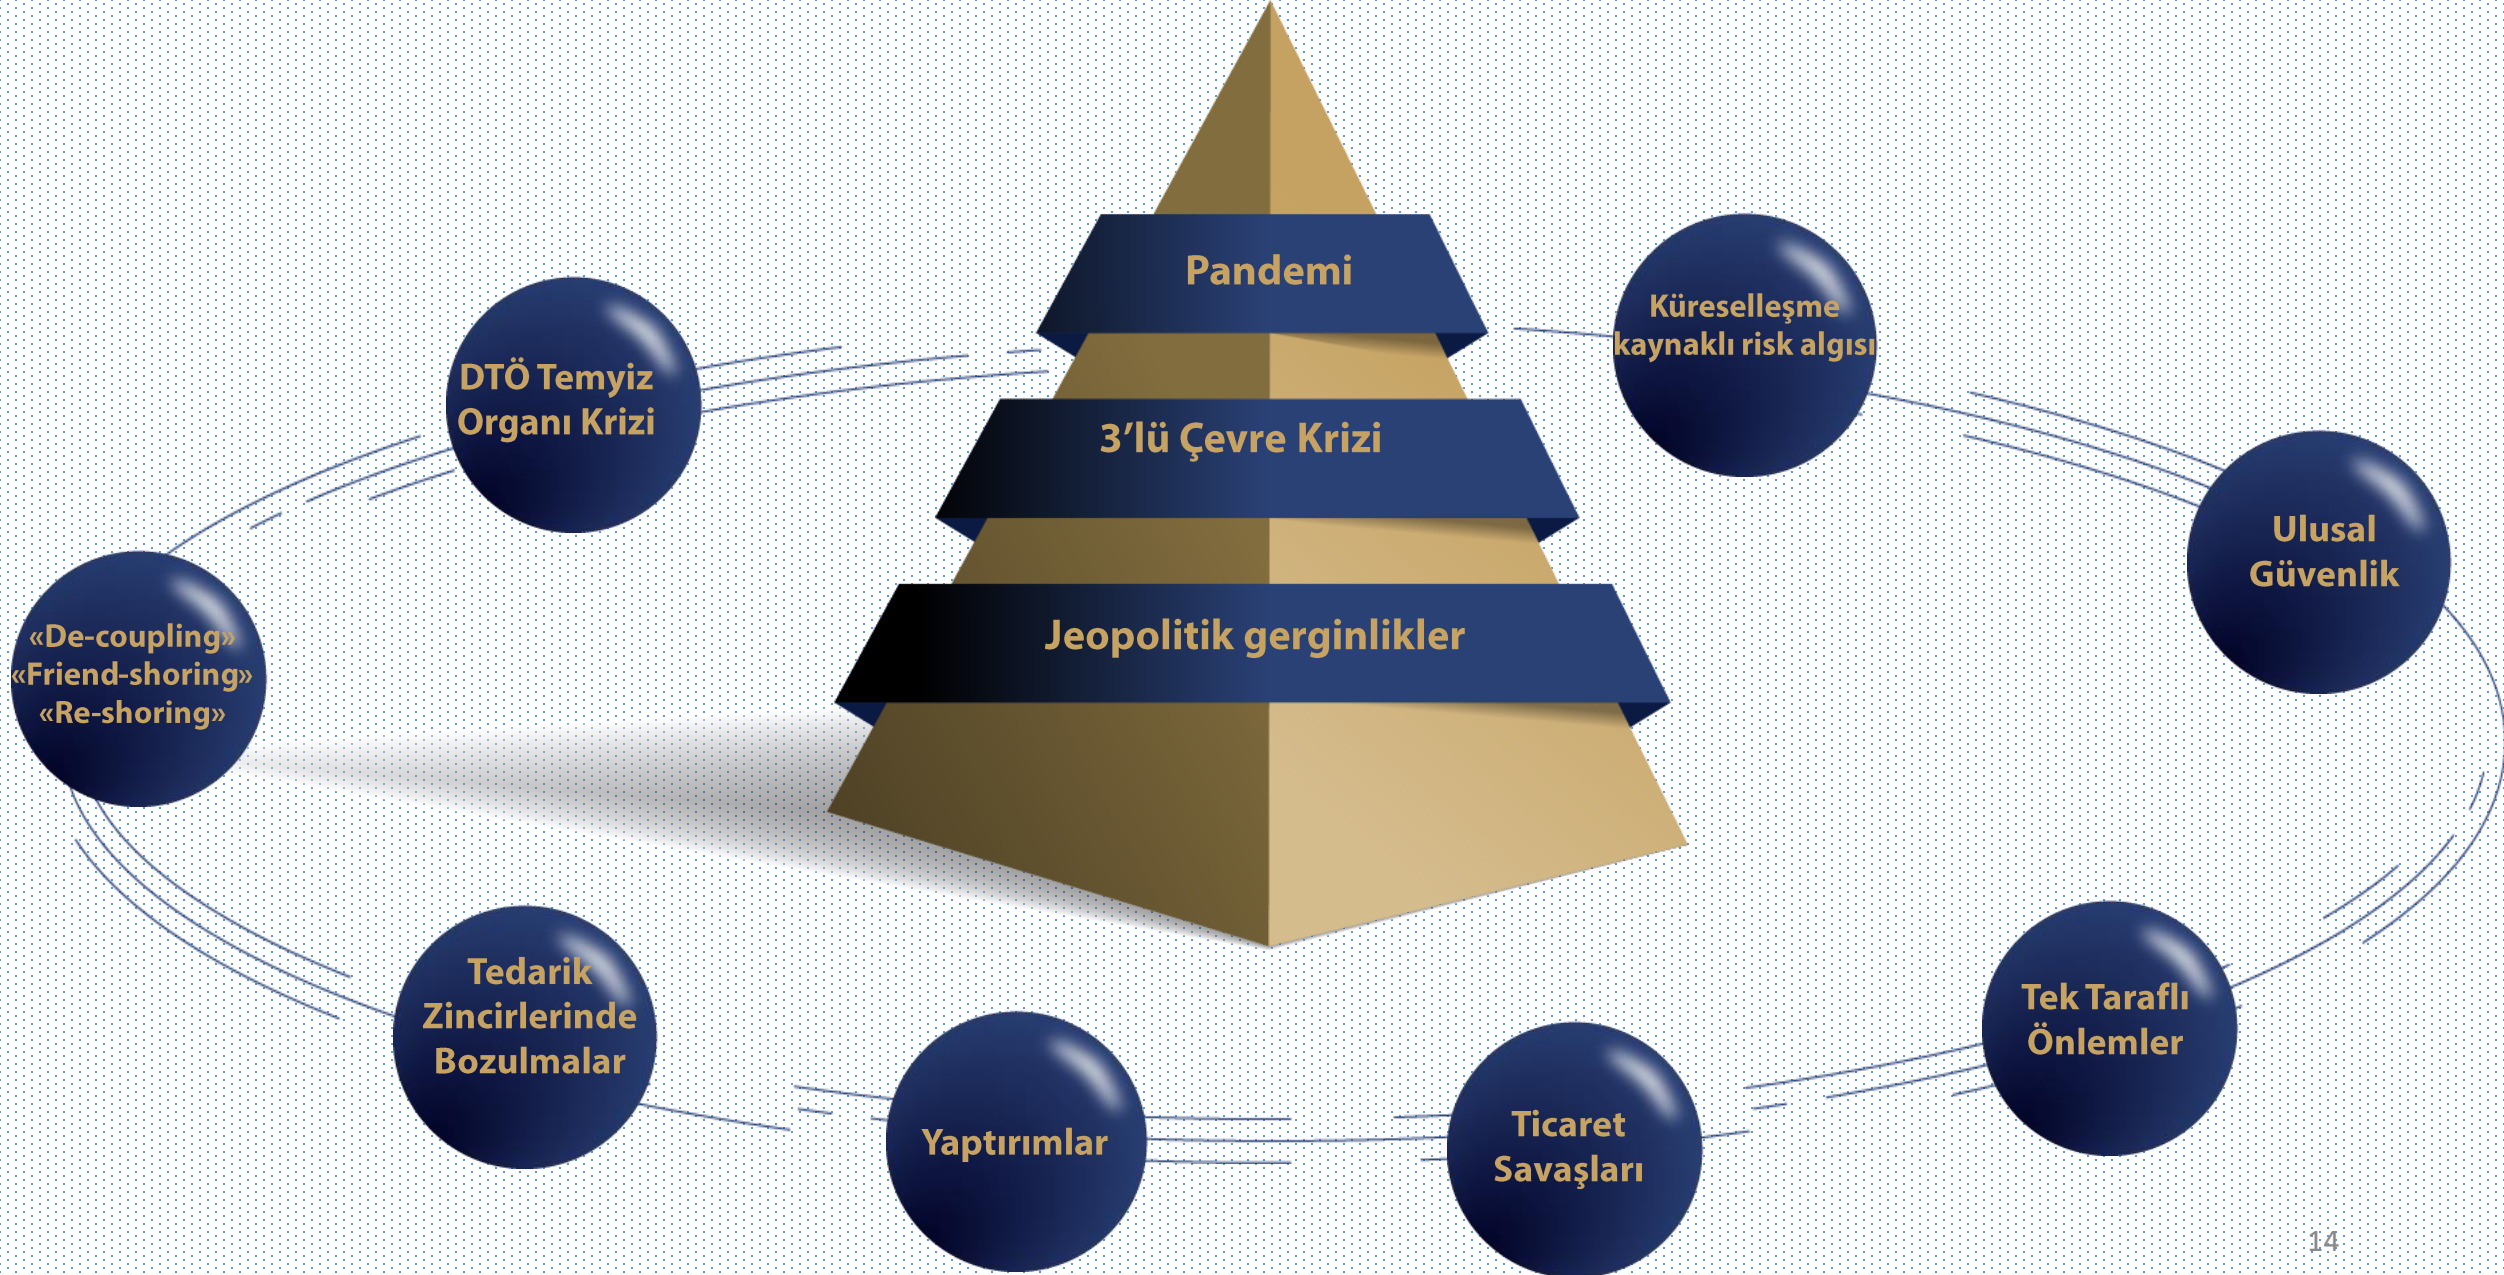 Pandemi
3’lü Çevre Krizi
Jeopolitik gerginlikler
Küreselleşme
kaynaklı risk algısı
Ulusal
Güvenlik
Tek Taraflı
Önlemler
Ticaret
Savaşları
Yaptırımlar
Tedarik
Zincirlerinde
Bozulmalar
«De-coupling»
«Friend-shoring»
«Re-shoring»
DTÖ Temyiz
Organı Krizi
14